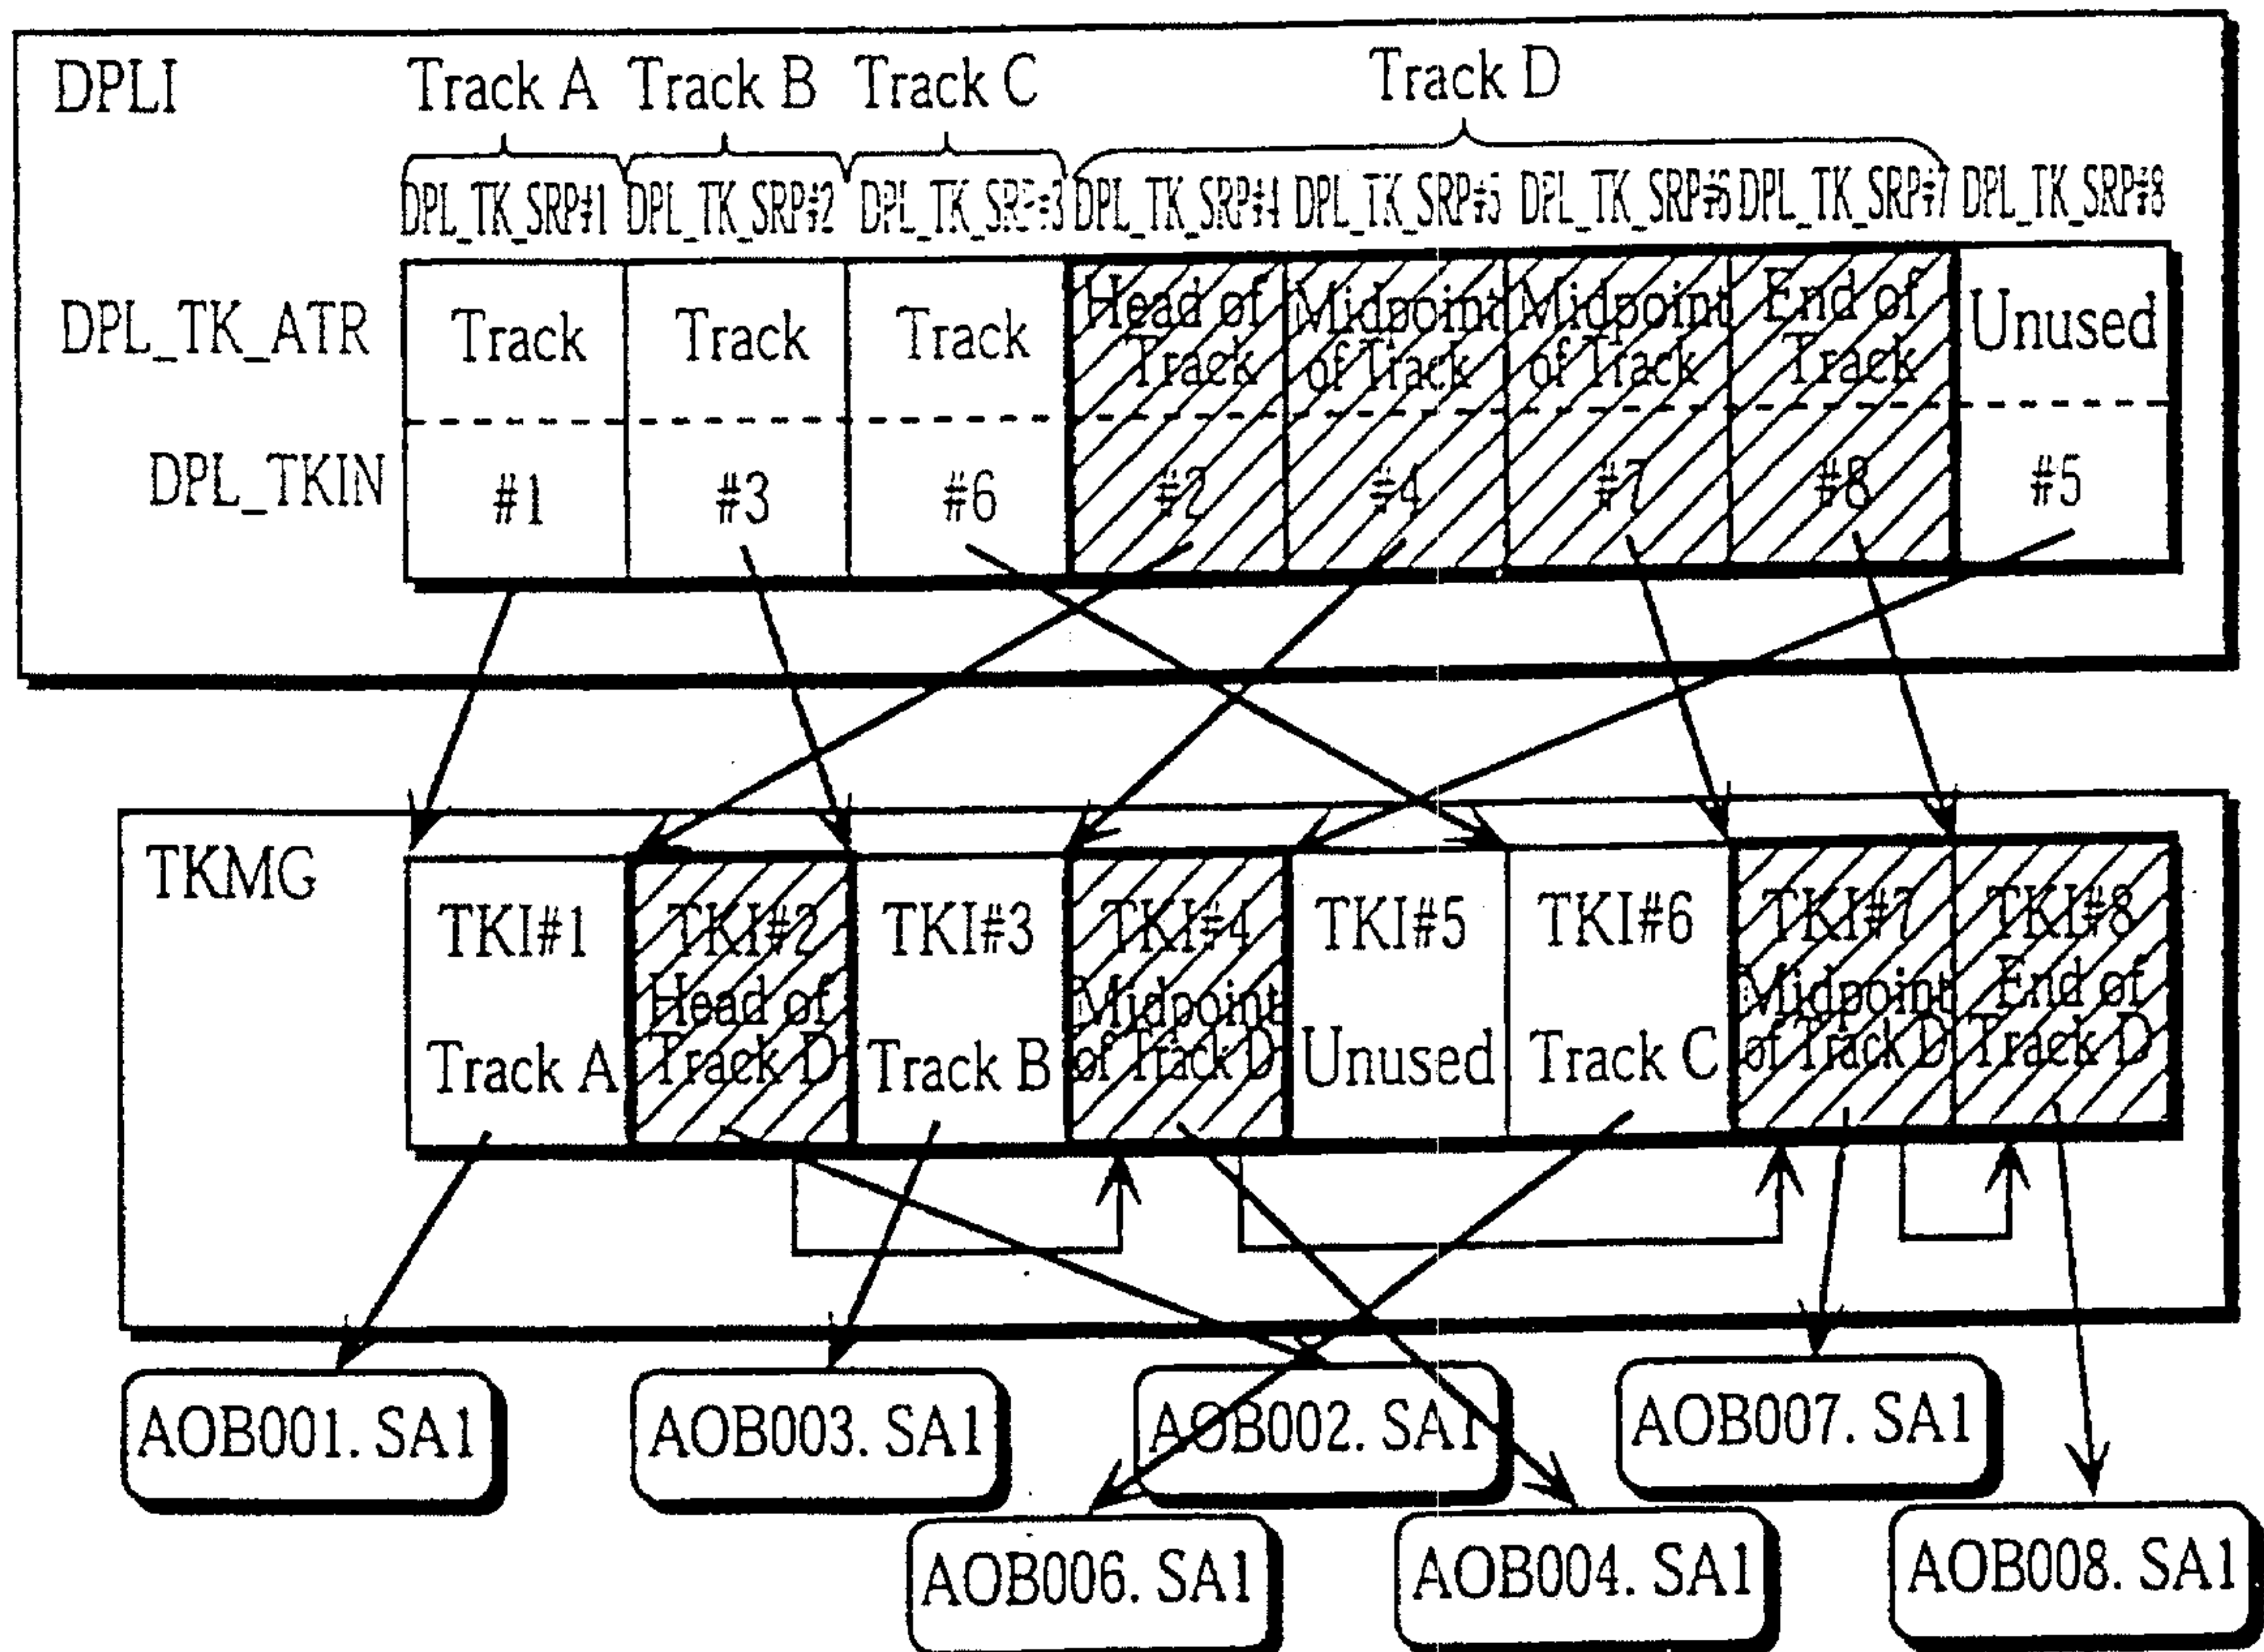 DPLI
Track A Track B Track C Track D
DPL_TK_SRP#1 DPL_TK_SRP#2 DPL_TK_SRP#3 DPL_TK_SRP#4 DPL_TK_SRP#5 DPL_TK_SRP#6 DPL_TK_SRP#7 DPL_TK_SRP#8
DPL_TK_ATR
Track
Track
Track
Head of
Track
Midpoint
of Track
Midpoint
of Track
End of
Track
Unused
DPL_TKIN
#1 #3 #6 #2 #4 #7 #8 #5
TKMG
TKI#1
Track A
TKI#2
Head of
Track D
TKI#3
Track B
TKI#4
Midpoint
of Track D
TKI#5
Unused
TKI#6
Track C
TKI#7
Midpoint
of Track D
TKI#8
End of
Track D
AOB001. SA1
AOB003. SA1
AOB002. SA1
AOB007. SA1
AOB006. SA1
AOB004. SA1
AOB008. SA1